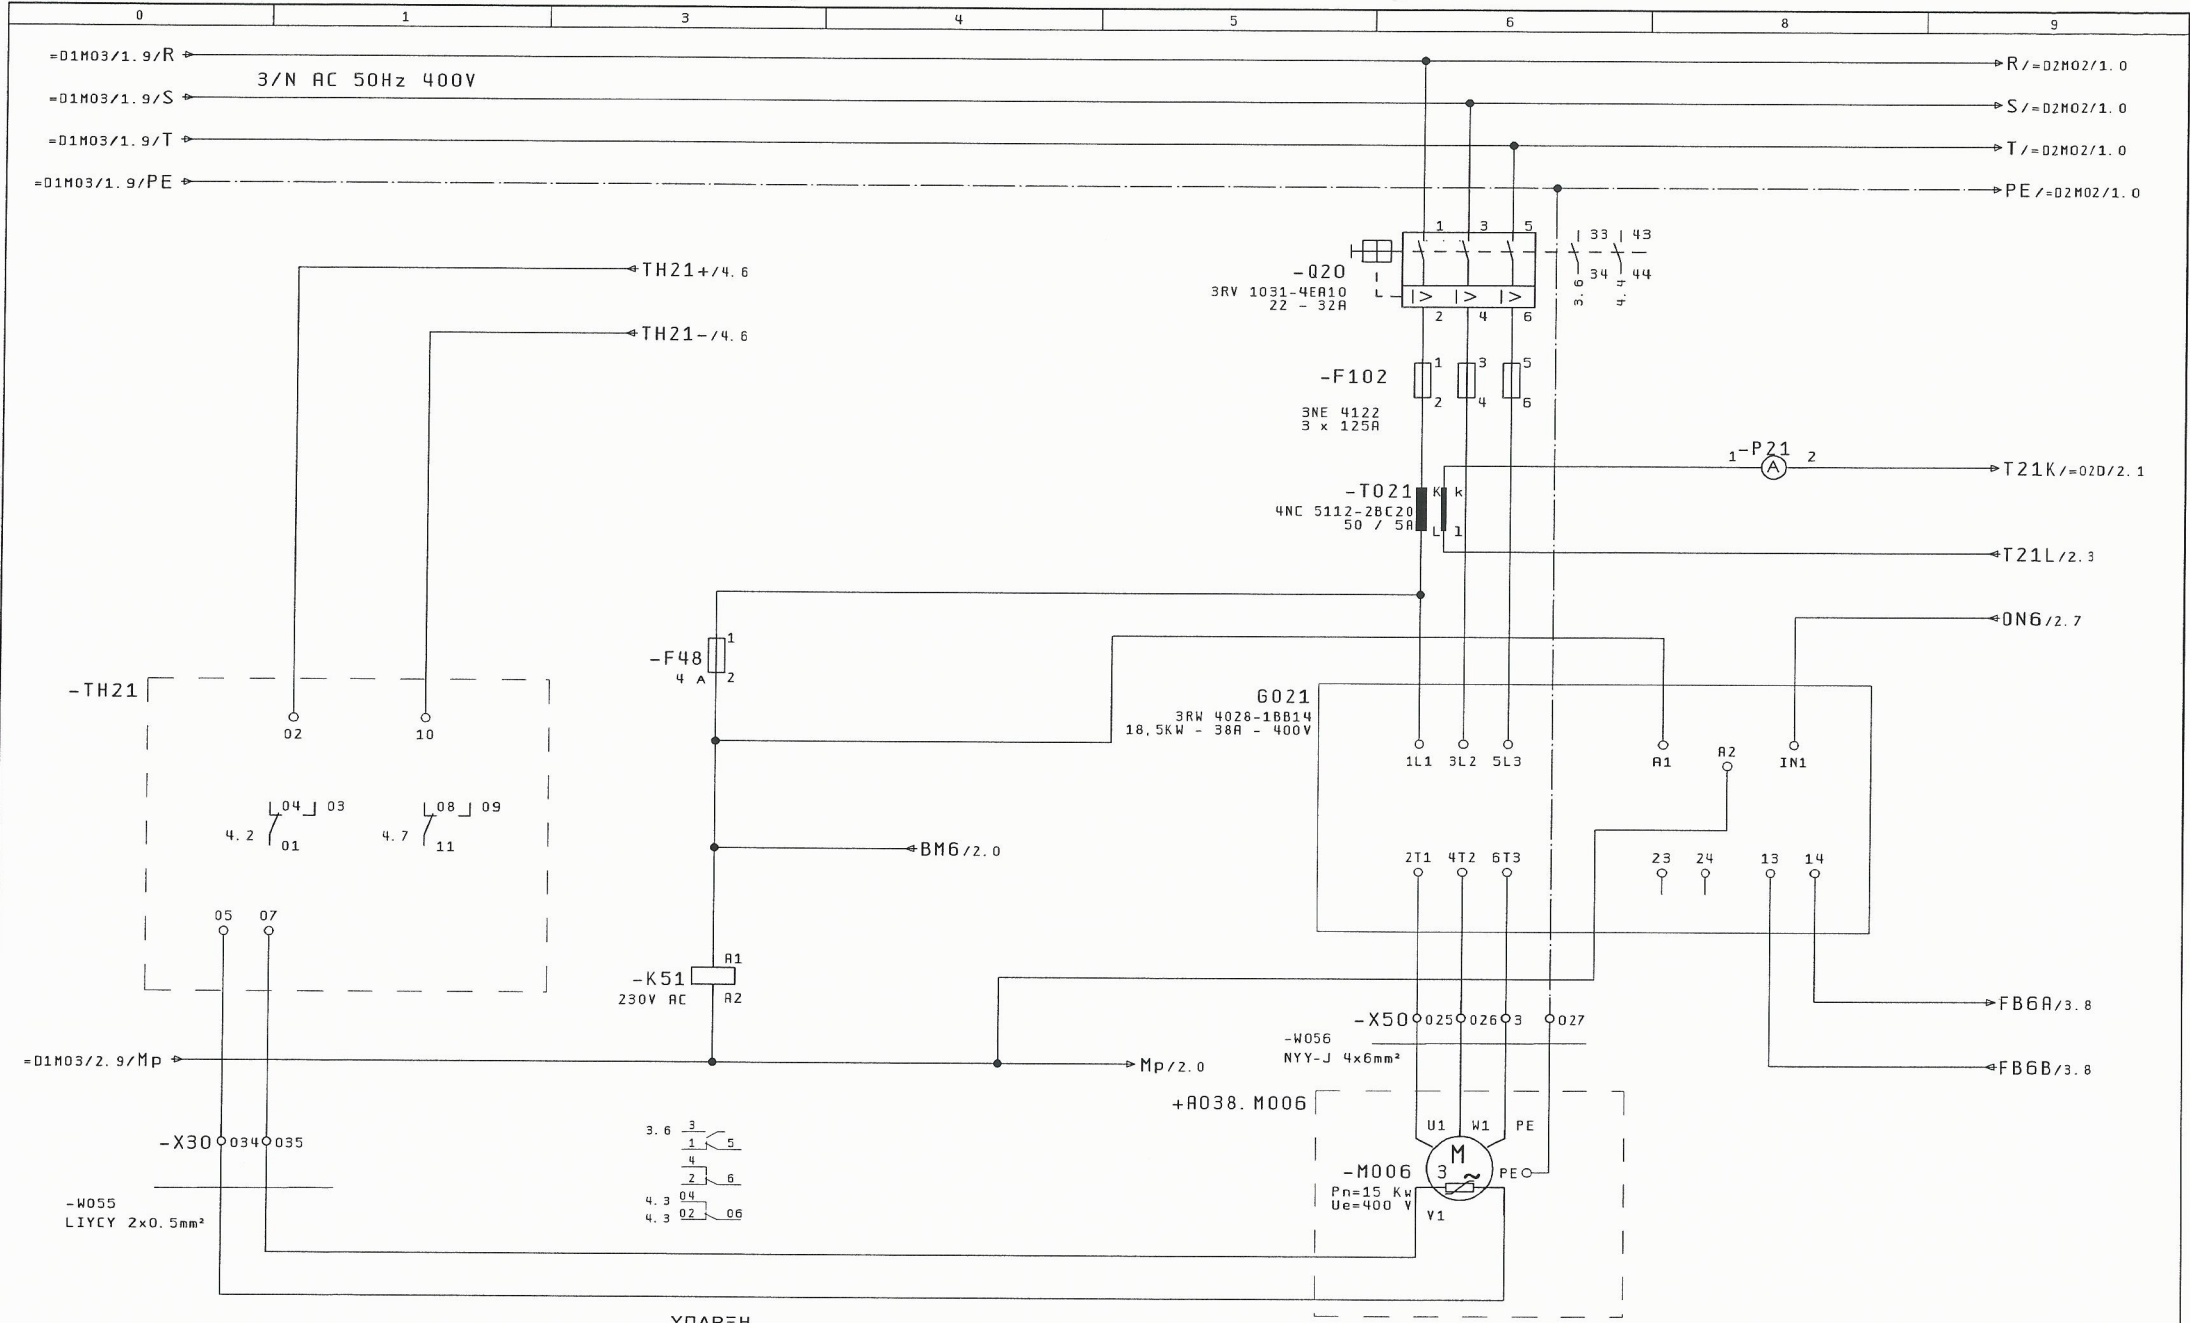 0 1 3 4 5 6 8 9
=D1M03/1.9/R
R/=D2M02/1.0
3/N AC 50Hz 400V
=D1M03/1.9/S
S/=D2M02/1.0
=D1M03/1.9/T
T/=D2M02/1.0
=D1M03/1.9/PE
PE/=D2M02/1.0
1 3 5
33 43
-Q20
3RV 1031-4EA10
22 - 32A
I> I> I>
34 44
3.6 4.4
2 4 6
TH21+/4.6
TH21-/4.6
-F102
1 3 5
2 4 6
3NE 4122
3 x 125A
-P21
1 A 2
T21K/=02D/2.1
-T021
K k
4NC 5112-2BC20
50 / 5A
L l
T21L/2.3
ON6/2.7
-F48
4 A
1
2
-TH21
02 10
G021
3RW 4028-1BB14
18,5KW - 38A - 400V
1L1 3L2 5L3
A1 A2 IN1
04 03
4.2
01
08 09
4.7
11
BM6/2.0
2T1 4T2 6T3
23 24 13 14
05 07
-K51
230V AC
A1
A2
FB6A/3.8
-X50 025 026 3 027
-W056
NYY-J 4x6mm²
=D1M03/2.9/Mp
Mp/2.0
FB6B/3.8
+A038.M006
-X30 034 035
3.6 3
1 5
4
2 6
4.3 04
4.3 02 06
U1 W1 PE
M
-M006 3 ~ PE
Pn=15 Kw
Ue=400 V
V1
-W055
LIYCY 2x0.5mm²
ΥΠΑΡΞΗ